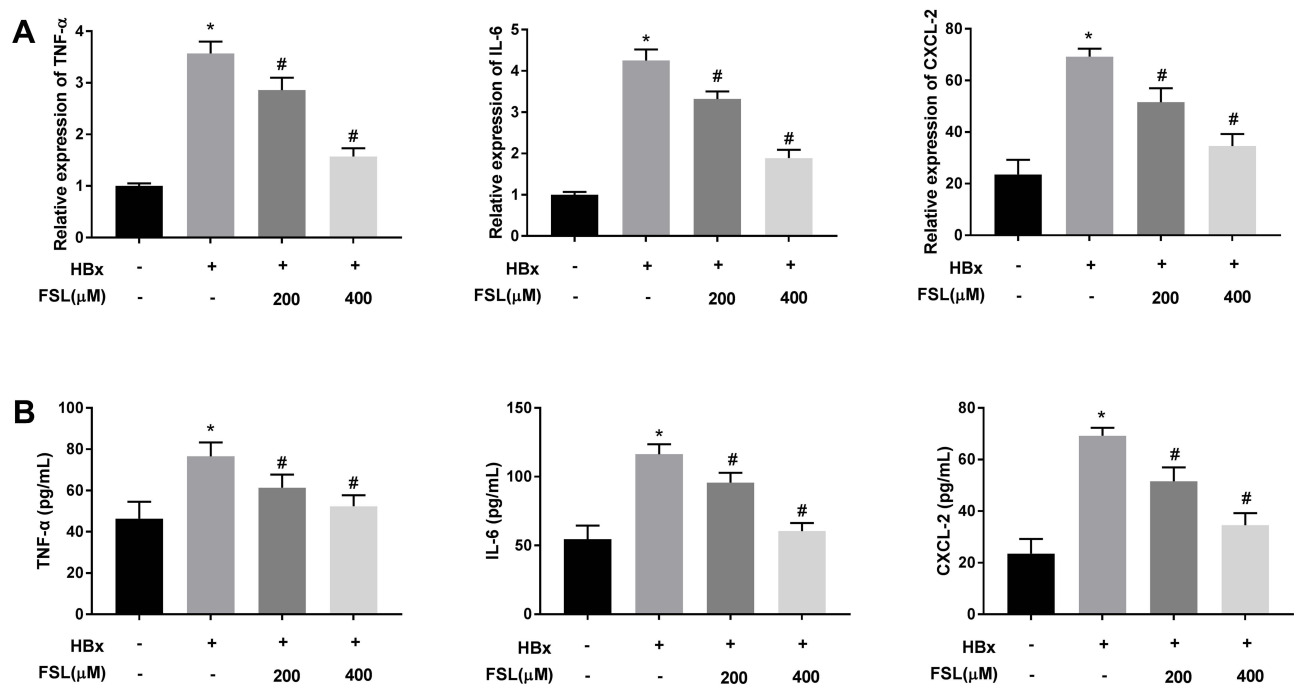 A
Relative expression of TNF-α
4
3
2
1
0
*
#
#
HBx - + + +
FSL(μM) - - 200 400
Relative expression of IL-6
5
4
3
2
1
0
*
#
#
HBx - + + +
FSL(μM) - - 200 400
Relative expression of CXCL-2
80
60
40
20
0
*
#
#
HBx - + + +
FSL(μM) - - 200 400
B
TNF-α (pg/mL)
100
80
60
40
20
0
*
#
#
HBx - + + +
FSL(μM) - - 200 400
IL-6 (pg/mL)
150
100
50
0
*
#
#
HBx - + + +
FSL(μM) - - 200 400
CXCL-2 (pg/mL)
80
60
40
20
0
*
#
#
HBx - + + +
FSL(μM) - - 200 400